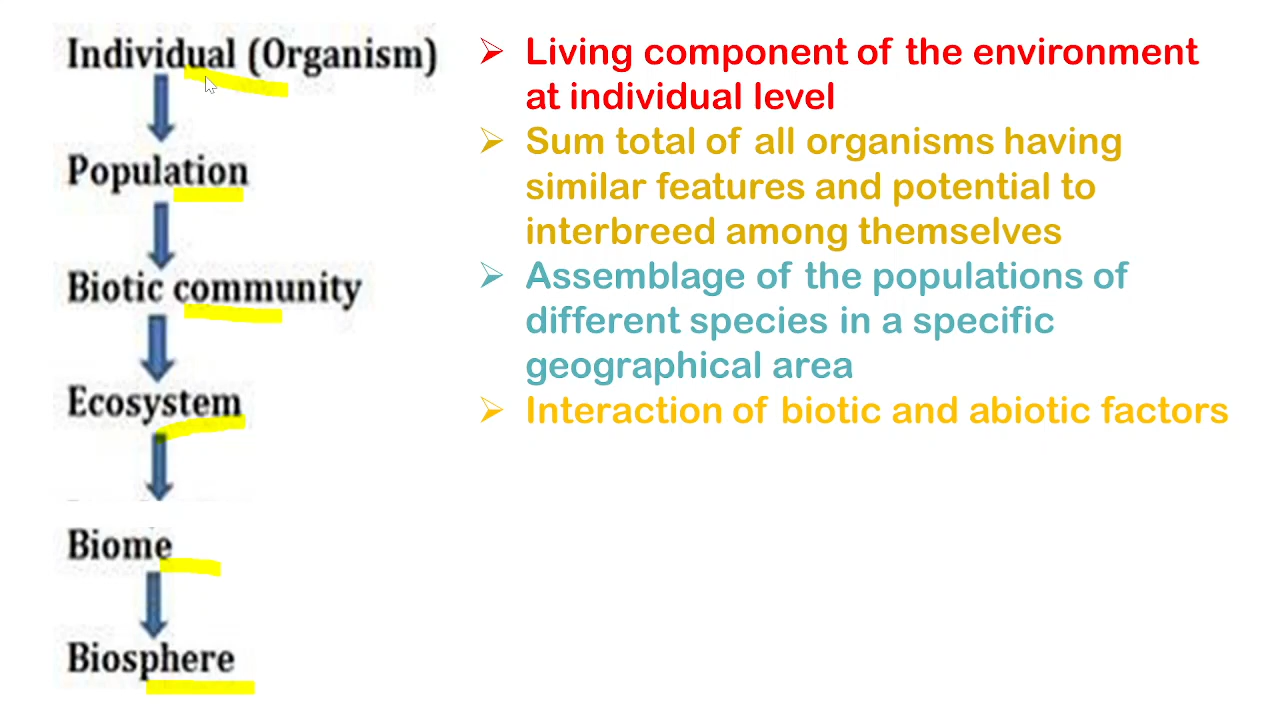 Individual (Organism)
Population
Biotic community
Ecosystem
Biome
Biosphere
Living component of the environment
at individual level
Sum total of all organisms having
similar features and potential to
interbreed among themselves
Assemblage of the populations of
different species in a specific
geographical area
Interaction of biotic and abiotic factors